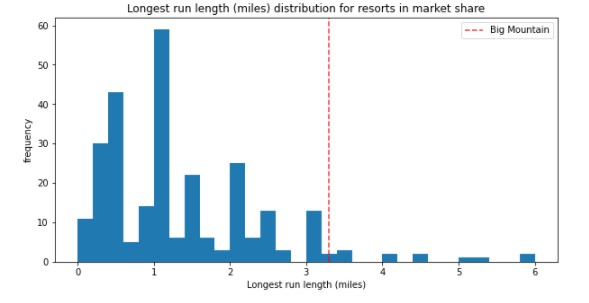 Longest run length (miles) distribution for resorts in market share
Big Mountain
60
50
40
30
20
10
0
frequency
0 1 2 3 4 5 6
Longest run length (miles)